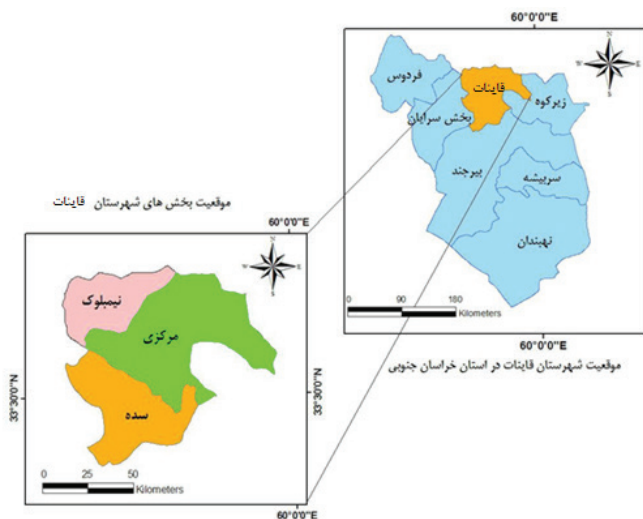 60°0'0"E
N
W
E
S
فردوس
قاینات
زیرکوه
بخش سرایان
بیرجند
سربیشه
نهبندان
0 90 180
Kilometers
60°0'0"E
موقعیت شهرستان قاینات در استان خراسان جنوبی
موقعیت بخش های شهرستان قاینات
60°0'0"E
N
W
E
S
نیمبلوک
مرکزی
سده
33°30'0"N
33°30'0"N
0 25 50
Kilometers
60°0'0"E